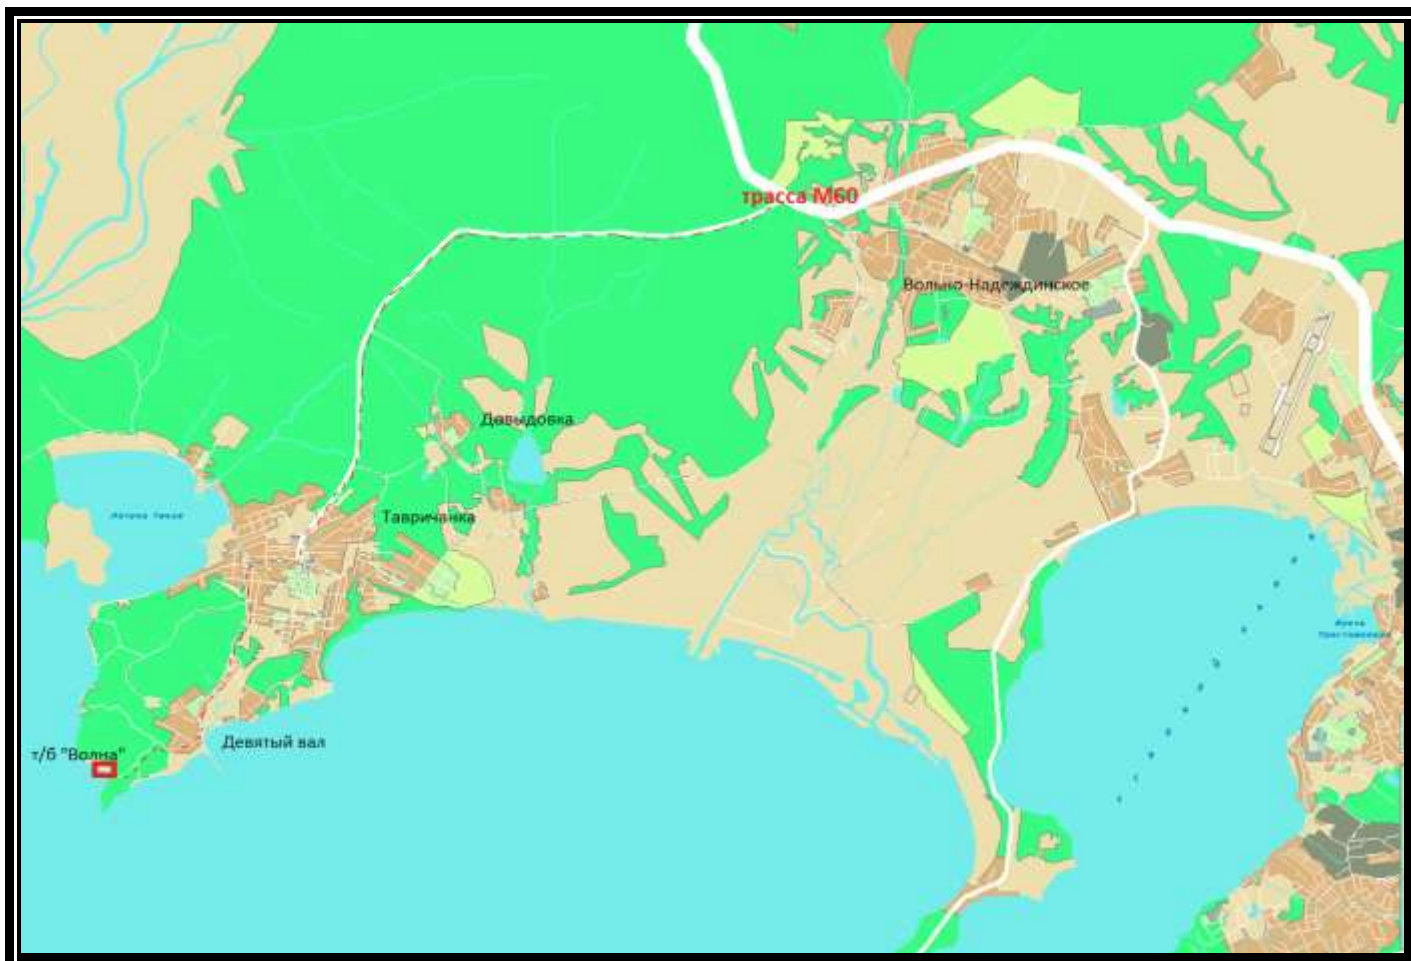 трасса М60
Вольно-Надеждинское
Давыдовка
Тавричанка
т/б "Волна"
Девятый вал